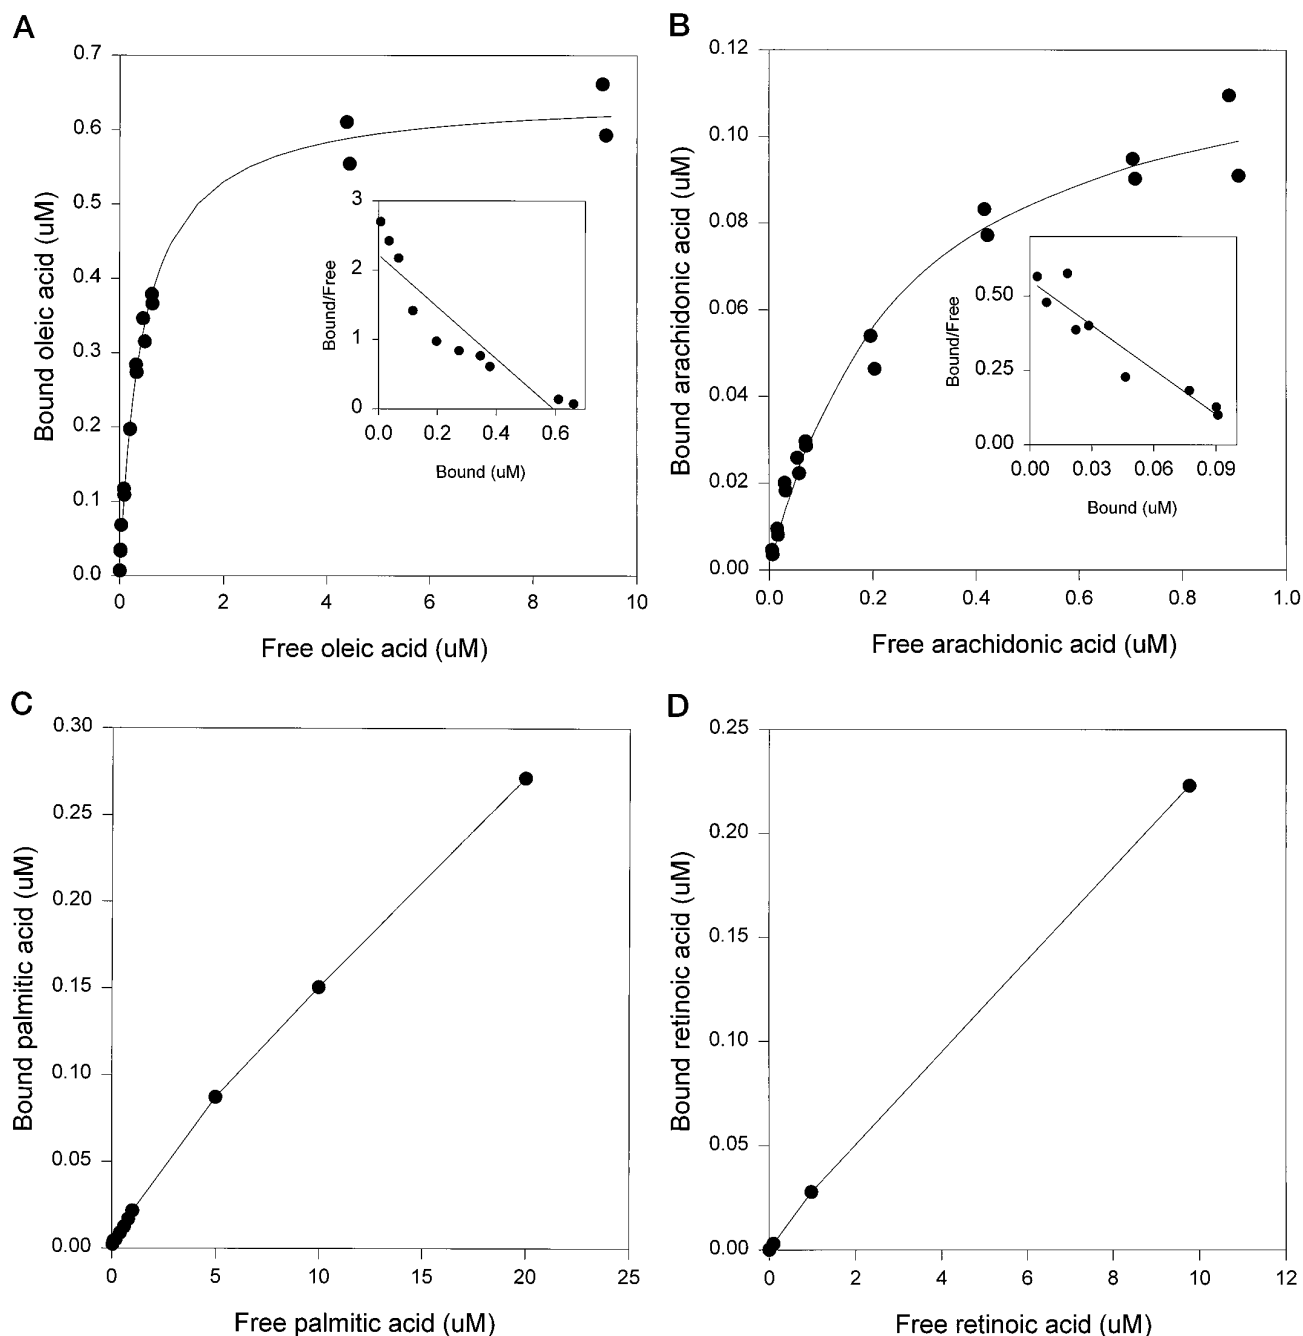 A
0.7
0.6
0.5
0.4
0.3
0.2
0.1
0.0
Bound oleic acid (uM)
0 2 4 6 8 10
Free oleic acid (uM)
3
2
1
0
Bound/Free
0.0 0.2 0.4 0.6
Bound (uM)
B
0.12
0.10
0.08
0.06
0.04
0.02
0.00
Bound arachidonic acid (uM)
0.0 0.2 0.4 0.6 0.8 1.0
Free arachidonic acid (uM)
0.50
0.25
0.00
Bound/Free
0.00 0.03 0.06 0.09
Bound (uM)
C
0.30
0.25
0.20
0.15
0.10
0.05
0.00
Bound palmitic acid (uM)
0 5 10 15 20 25
Free palmitic acid (uM)
D
0.25
0.20
0.15
0.10
0.05
0.00
Bound retinoic acid (uM)
0 2 4 6 8 10 12
Free retinoic acid (uM)